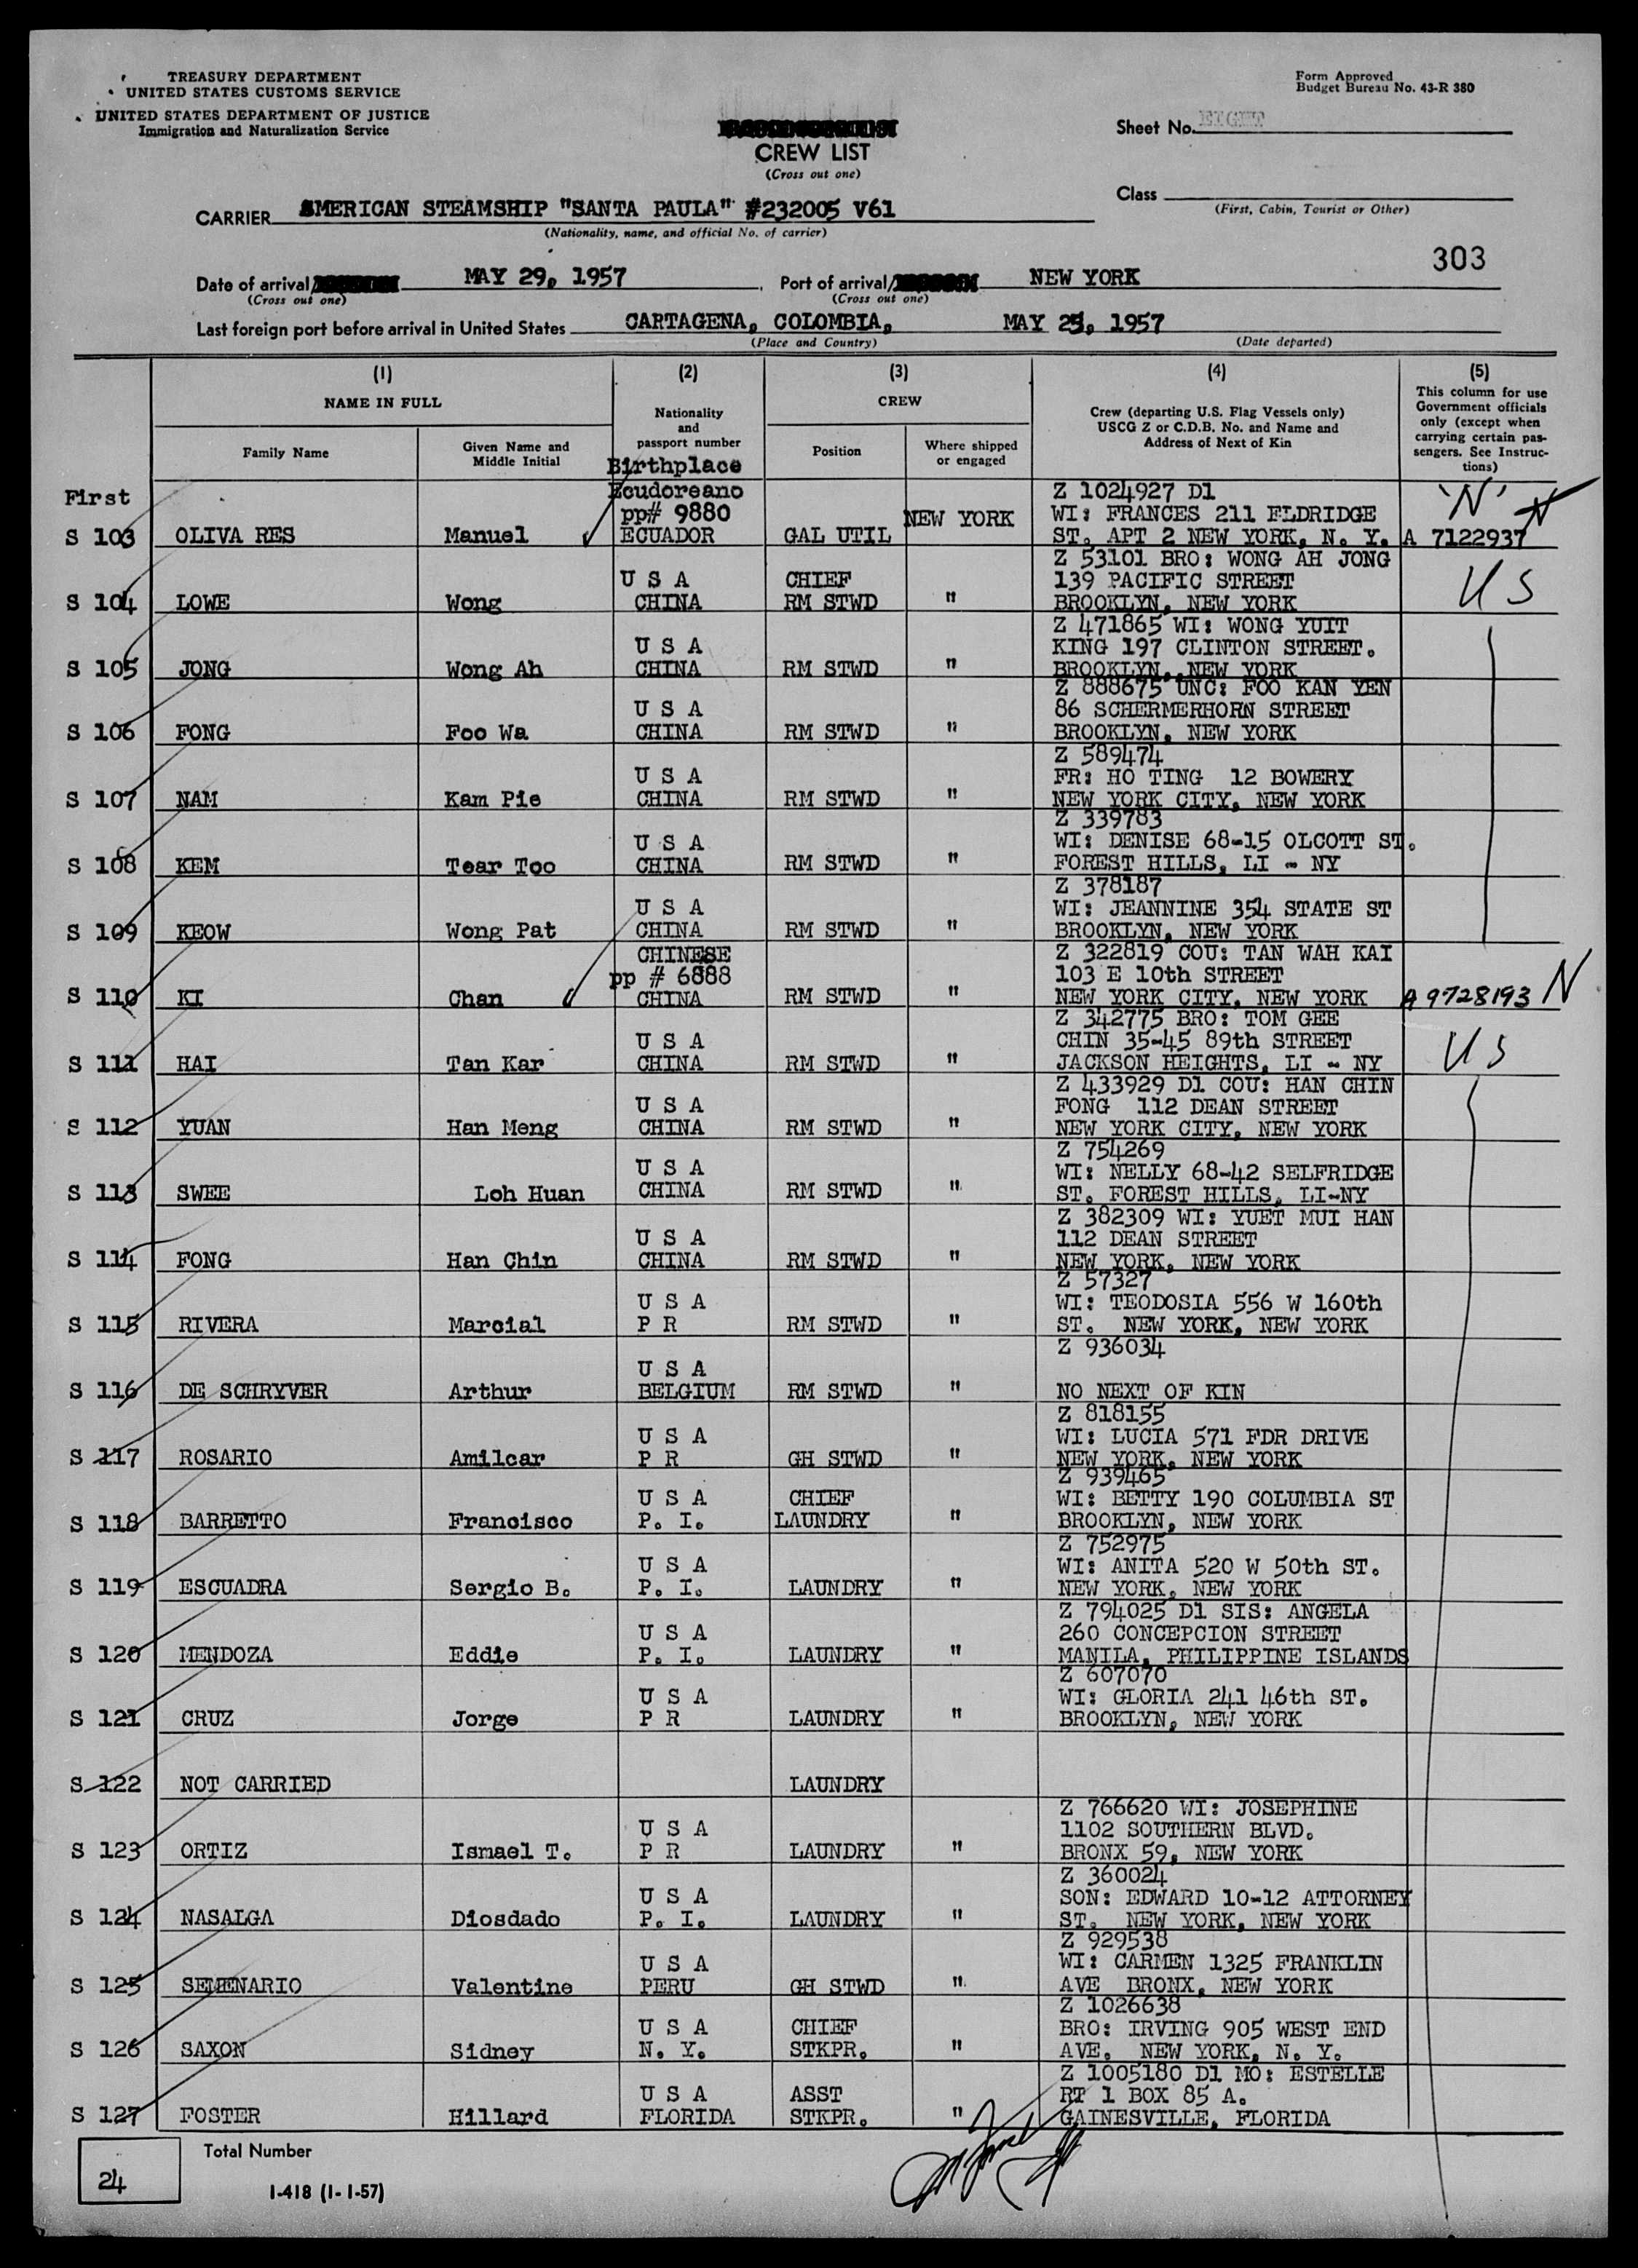 TREASURY DEPARTMENT
UNITED STATES CUSTOMS SERVICE
UNITED STATES DEPARTMENT OF JUSTICE
Immigration and Naturalization Service
Form Approved
Budget Bureau No. 43-R 380
Sheet No. EIGHT
CREW LIST
(Cross out one)
Class
(First, Cabin, Tourist or Other)
CARRIER AMERICAN STEAMSHIP "SANTA PAULA" #232005 V61
(Nationality, name, and official No. of carrier)
303
Date of arrival/ MAY 29, 1957 Port of arrival/ NEW YORK
(Cross out one) (Cross out one)
Last foreign port before arrival in United States CARTAGENA, COLOMBIA, MAY 25, 1957
(Place and Country) (Date departed)
(1) (2) (3) (4) (5)
NAME IN FULL
Family Name
Given Name and
Middle Initial
Nationality
and
passport number
Birthplace
CREW
Position
Where shipped
or engaged
Crew (departing U.S. Flag Vessels only)
USCG Z or C.D.B. No. and Name and
Address of Next of Kin
This column for use
Government officials
only (except when
carrying certain pas-
sengers. See Instruc-
tions)
First Ecudoreano Z 1024927 D1 'N' N
pp# 9880 NEW YORK WI: FRANCES 211 ELDRIDGE
S 103 OLIVA RES Manuel ECUADOR GAL UTIL ST. APT 2 NEW YORK, N. Y. A 7122937
Z 53101 BRO: WONG AH JONG
U S A CHIEF 139 PACIFIC STREET
S 104 LOWE Wong CHINA RM STWD " BROOKLYN, NEW YORK US
Z 471865 WI: WONG YUIT
U S A KING 197 CLINTON STREET.
S 105 JONG Wong Ah CHINA RM STWD " BROOKLYN, NEW YORK
Z 888675 UNC: FOO KAN YEN
U S A 86 SCHERMERHORN STREET
S 106 FONG Foo Wa CHINA RM STWD " BROOKLYN, NEW YORK
Z 589474
U S A FR: HO TING 12 BOWERY
S 107 NAM Kam Pie CHINA RM STWD " NEW YORK CITY, NEW YORK
Z 339783
U S A WI: DENISE 68-15 OLCOTT ST.
S 108 KEM Tear Too CHINA RM STWD " FOREST HILLS, LI - NY
Z 378187
U S A WI: JEANNINE 354 STATE ST
S 109 KEOW Wong Pat CHINA RM STWD " BROOKLYN, NEW YORK
CHINESE Z 322819 COU: TAN WAH KAI
pp # 6888 103 E 10th STREET
S 110 KI Chan CHINA RM STWD " NEW YORK CITY, NEW YORK A 9728193 N
Z 342775 BRO: TOM GEE
U S A CHIN 35-45 89th STREET
S 111 HAI Tan Kar CHINA RM STWD " JACKSON HEIGHTS, LI - NY US
Z 433929 D1 COU: HAN CHIN
U S A FONG 112 DEAN STREET
S 112 YUAN Han Meng CHINA RM STWD " NEW YORK CITY, NEW YORK
Z 754269
U S A WI: NELLY 68-42 SELFRIDGE
S 113 SWEE Loh Huan CHINA RM STWD " ST. FOREST HILLS, LI-NY
Z 382309 WI: YUET MUI HAN
U S A 112 DEAN STREET
S 114 FONG Han Chin CHINA RM STWD " NEW YORK, NEW YORK
Z 57327
U S A WI: TEODOSIA 556 W 160th
S 115 RIVERA Marcial P R RM STWD " ST. NEW YORK, NEW YORK
Z 936034
U S A
S 116 DE SCHRYVER Arthur BELGIUM RM STWD " NO NEXT OF KIN
Z 818155
U S A WI: LUCIA 571 FDR DRIVE
S 117 ROSARIO Amilcar P R GH STWD " NEW YORK, NEW YORK
Z 939465
U S A CHIEF WI: BETTY 190 COLUMBIA ST
S 118 BARRETTO Francisco P. I. LAUNDRY " BROOKLYN, NEW YORK
Z 752975
U S A WI: ANITA 520 W 50th ST.
S 119 ESCUADRA Sergio B. P. I. LAUNDRY " NEW YORK, NEW YORK
Z 794025 D1 SIS: ANGELA
U S A 260 CONCEPCION STREET
S 120 MENDOZA Eddie P. I. LAUNDRY " MANILA, PHILIPPINE ISLANDS
Z 607070
U S A WI: GLORIA 241 46th ST.
S 121 CRUZ Jorge P R LAUNDRY " BROOKLYN, NEW YORK
S 122 NOT CARRIED LAUNDRY
Z 766620 WI: JOSEPHINE
U S A 1102 SOUTHERN BLVD.
S 123 ORTIZ Ismael T. P R LAUNDRY " BRONX 59, NEW YORK
Z 360024
U S A SON: EDWARD 10-12 ATTORNEY
S 124 NASALGA Diosdado P. I. LAUNDRY " ST. NEW YORK, NEW YORK
Z 929538
U S A WI: CARMEN 1325 FRANKLIN
S 125 SEMENARIO Valentine PERU GH STWD " AVE BRONX, NEW YORK
Z 1026638
U S A CHIEF BRO: IRVING 905 WEST END
S 126 SAXON Sidney N. Y. STKPR. " AVE. NEW YORK, N. Y.
Z 1005180 D1 MO: ESTELLE
U S A ASST RT 1 BOX 85 A.
S 127 FOSTER Hillard FLORIDA STKPR. " GAINESVILLE, FLORIDA
24 Total Number
I-418 (1-1-57)